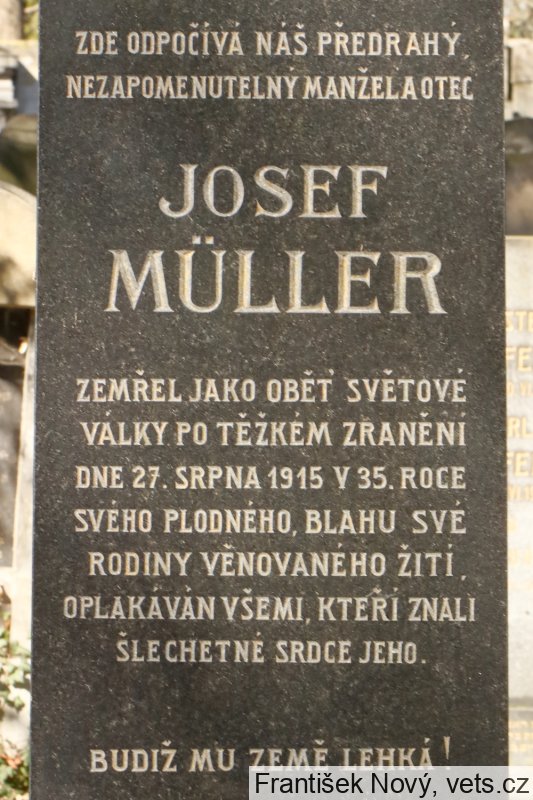 ZDE ODPOČÍVÁ NÁŠ PŘEDRAHÝ
NEZAPOMENUTELNÝ MANŽEL A OTEC
JOSEF
MÜLLER
ZEMŘEL JAKO OBĚŤ SVĚTOVÉ
VÁLKY PO TĚŽKÉM ZRANĚNÍ
DNE 27. SRPNA 1915 V 35. ROCE
SVÉHO PLODNÉHO, BLAHU SVÉ
RODINY VĚNOVANÉHO ŽITÍ,
OPLAKÁVÁN VŠEMI, KTEŘÍ ZNALI
ŠLECHETNÉ SRDCE JEHO.
BUDIŽ MU ZEMĚ LEHKÁ!
František Nový, vets.cz